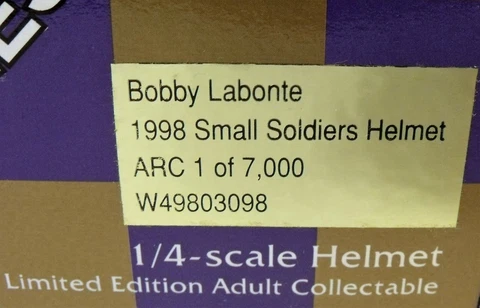 Bobby Labonte
1998 Small Soldiers Helmet
ARC 1 of 7,000
W49803098
1/4-scale Helmet
Limited Edition Adult Collectable